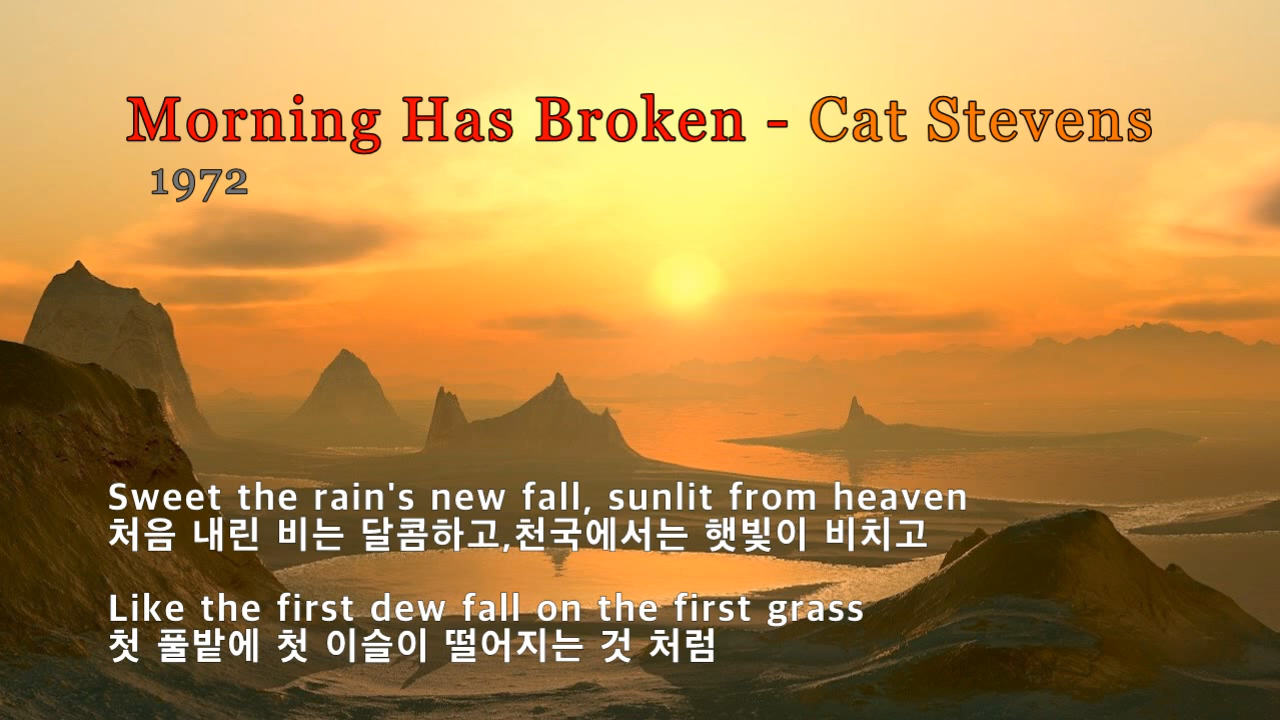 Morning Has Broken - Cat Stevens
1972
Sweet the rain's new fall, sunlit from heaven
처음 내린 비는 달콤하고,천국에서는 햇빛이 비치고
Like the first dew fall on the first grass
첫 풀밭에 첫 이슬이 떨어지는 것 처럼